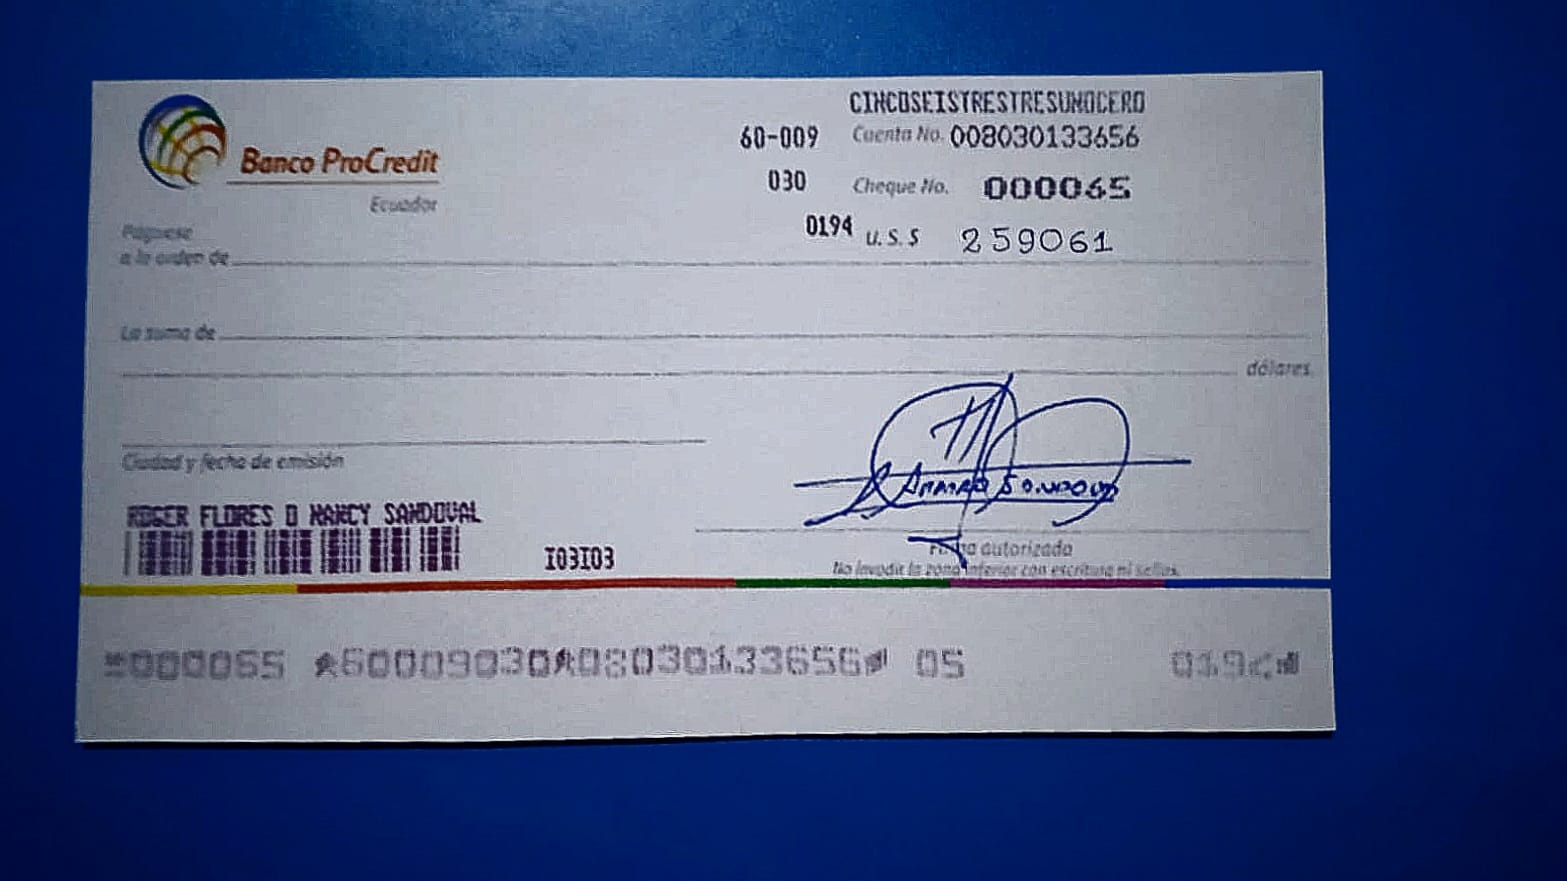 CINCOSEISTRESTRESUNOCERO
Banco ProCredit
Ecuador
60-009 Cuenta No. 008030133656
030 Cheque No. 000065
0194 U.S.$ 259061
Páguese
a la orden de
La suma de
dólares
Ciudad y fecha de emisión
ROGER FLORES O NANCY SANDOVAL
I03I03
Firma autorizada
No invadir la zona inferior con escritura ni sellos.
000065 60009030 08030133656 05 0194